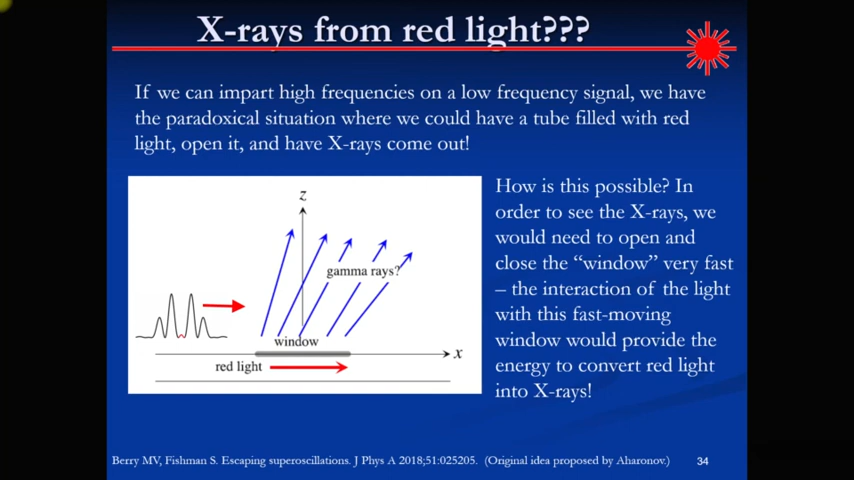 X-rays from red light???
If we can impart high frequencies on a low frequency signal, we have
the paradoxical situation where we could have a tube filled with red
light, open it, and have X-rays come out!
z
gamma rays?
window
x
red light
How is this possible? In
order to see the X-rays, we
would need to open and
close the “window” very fast
– the interaction of the light
with this fast-moving
window would provide the
energy to convert red light
into X-rays!
Berry MV, Fishman S. Escaping superoscillations. J Phys A 2018;51:025205. (Original idea proposed by Aharonov.)
34